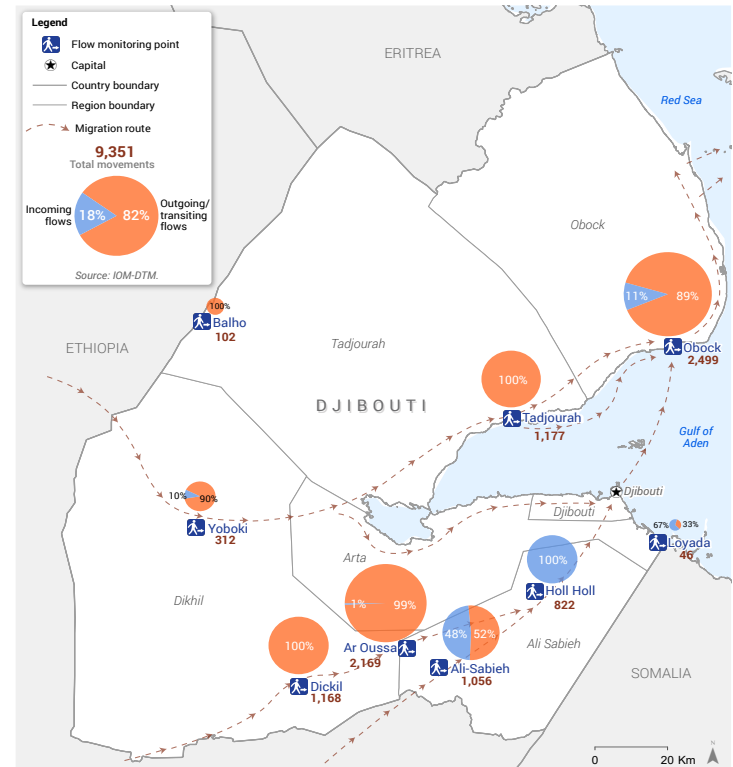 Legend
Flow monitoring point
Capital
Country boundary
Region boundary
Migration route
9,351
Total movements
Incoming
flows
18%
82%
Outgoing/
transiting
flows
Source: IOM-DTM.
ERITREA
Red Sea
Obock
11%
89%
Obock
2,499
100%
Balho
102
ETHIOPIA
Tadjourah
100%
Tadjourah
1,177
DJIBOUTI
Gulf of
Aden
10%
90%
Yoboki
312
Djibouti
Djibouti
67%
33%
Loyada
46
Arta
100%
Holl Holl
822
Dikhil
1%
99%
Ar Oussa
2,169
48%
52%
Ali-Sabieh
1,056
Ali Sabieh
100%
Dickil
1,168
SOMALIA
N
0
20 Km